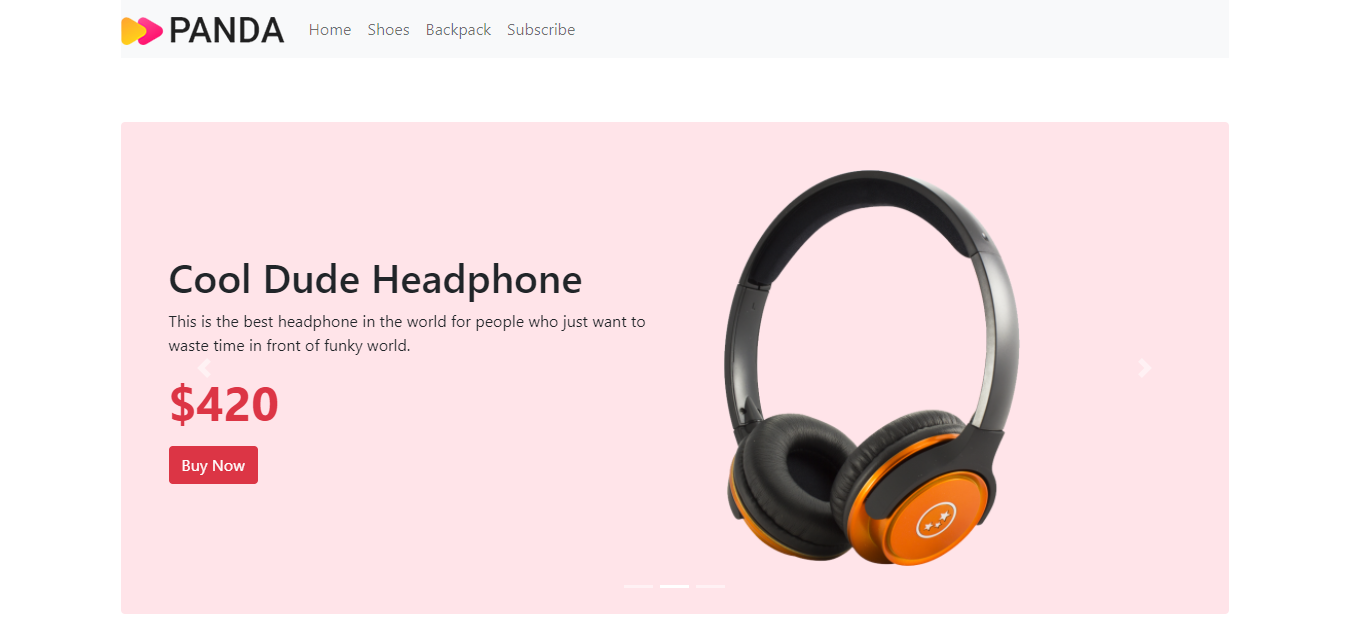 PANDA
Home Shoes Backpack Subscribe
Cool Dude Headphone
This is the best headphone in the world for people who just want to
waste time in front of funky world.
$420
Buy Now